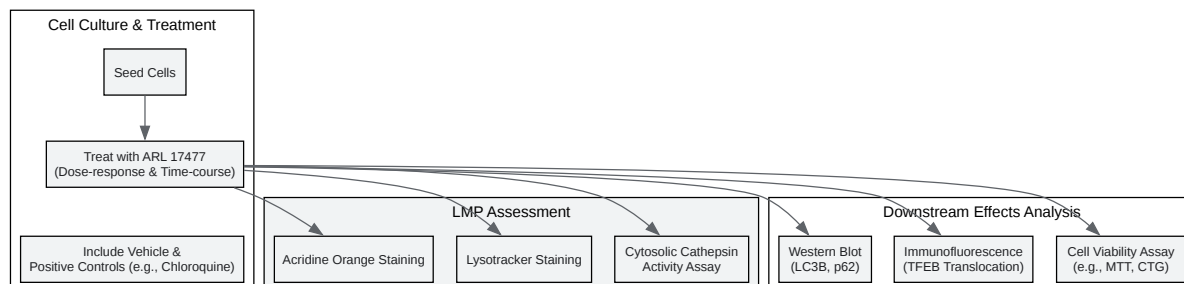 Cell Culture & Treatment
Seed Cells
Treat with ARL 17477
(Dose-response & Time-course)
Include Vehicle &
Positive Controls (e.g., Chloroquine)
LMP Assessment
Acridine Orange Staining
Lysotracker Staining
Cytosolic Cathepsin
Activity Assay
Downstream Effects Analysis
Western Blot
(LC3B, p62)
Immunofluorescence
(TFEB Translocation)
Cell Viability Assay
(e.g., MTT, CTG)